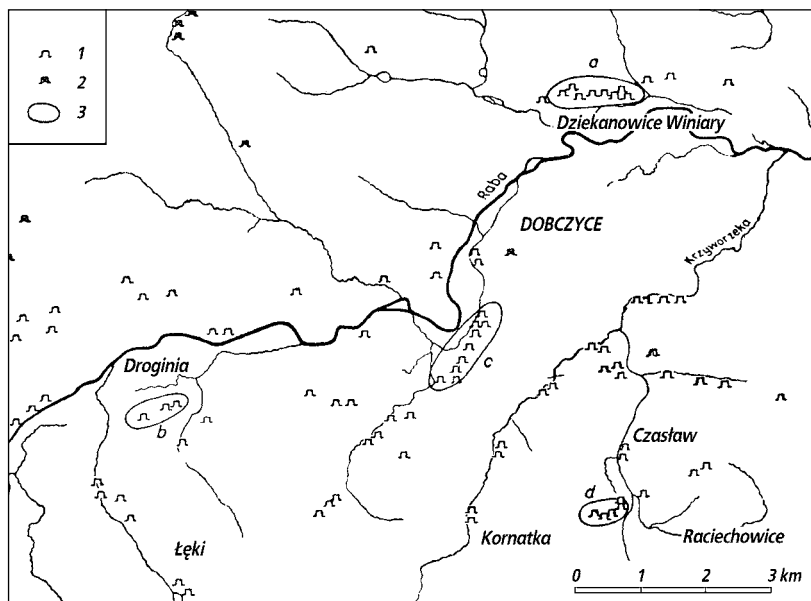 1
2
3
a
Dziekanowice Winiary
Raba
DOBCZYCE
Krzyworzeka
c
Droginia
b
Czasław
d
Łęki
Kornatka
Raciechowice
0 1 2 3 km